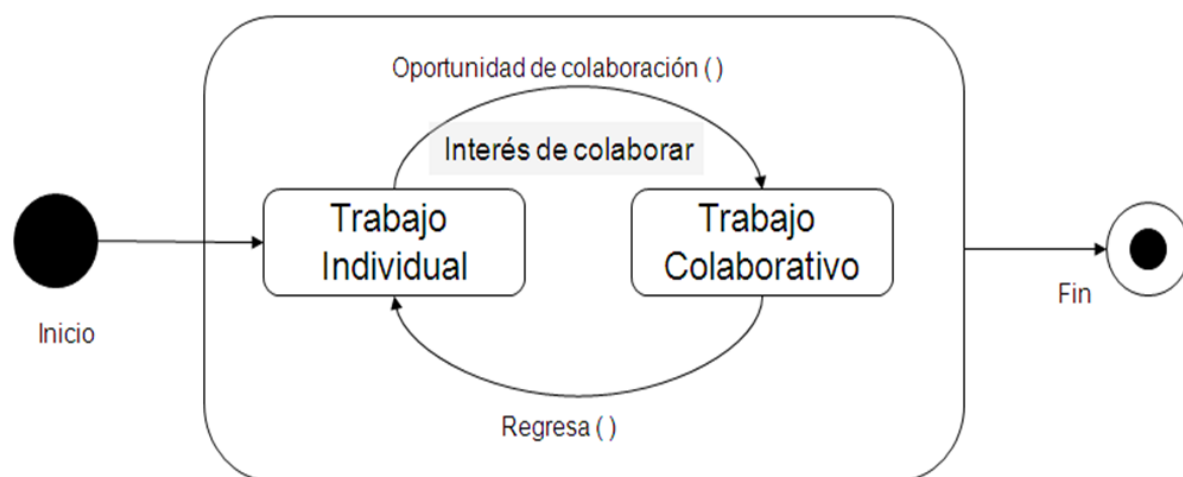 Oportunidad de colaboración ( )
Interés de colaborar
Trabajo
Individual
Trabajo
Colaborativo
Inicio
Fin
Regresa ( )